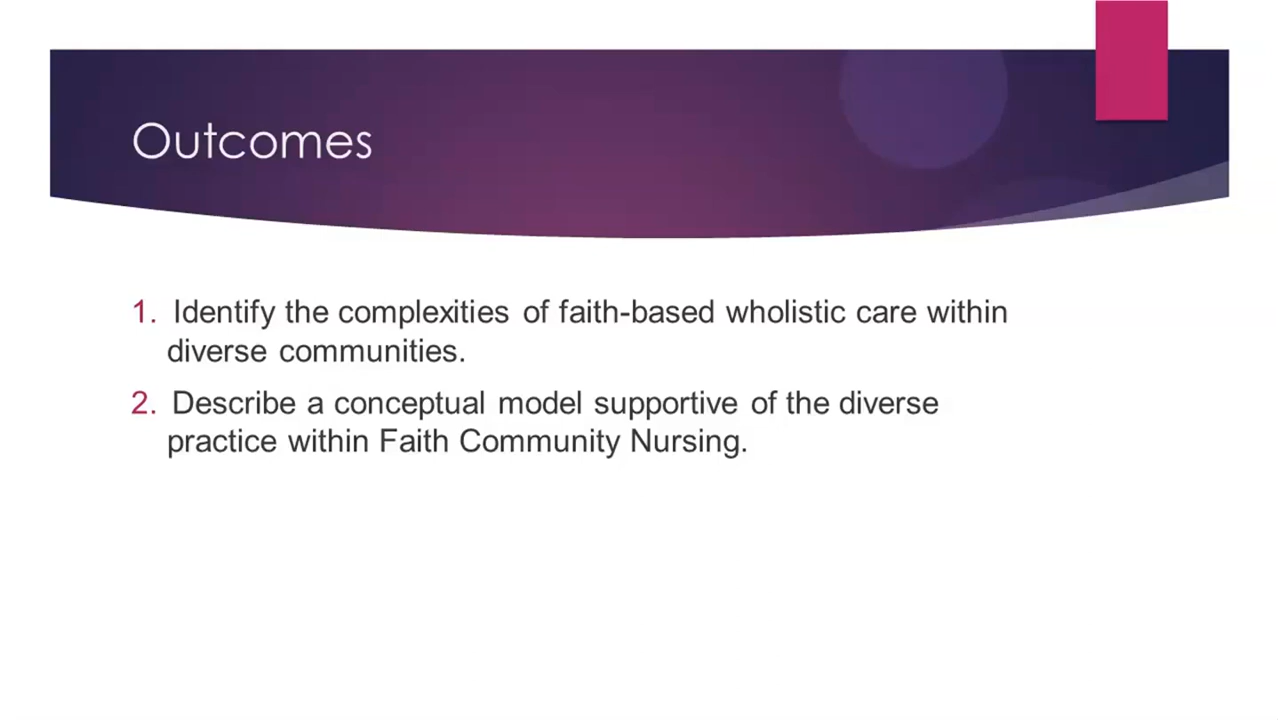 Outcomes
1. Identify the complexities of faith-based wholistic care within
diverse communities.
2. Describe a conceptual model supportive of the diverse
practice within Faith Community Nursing.